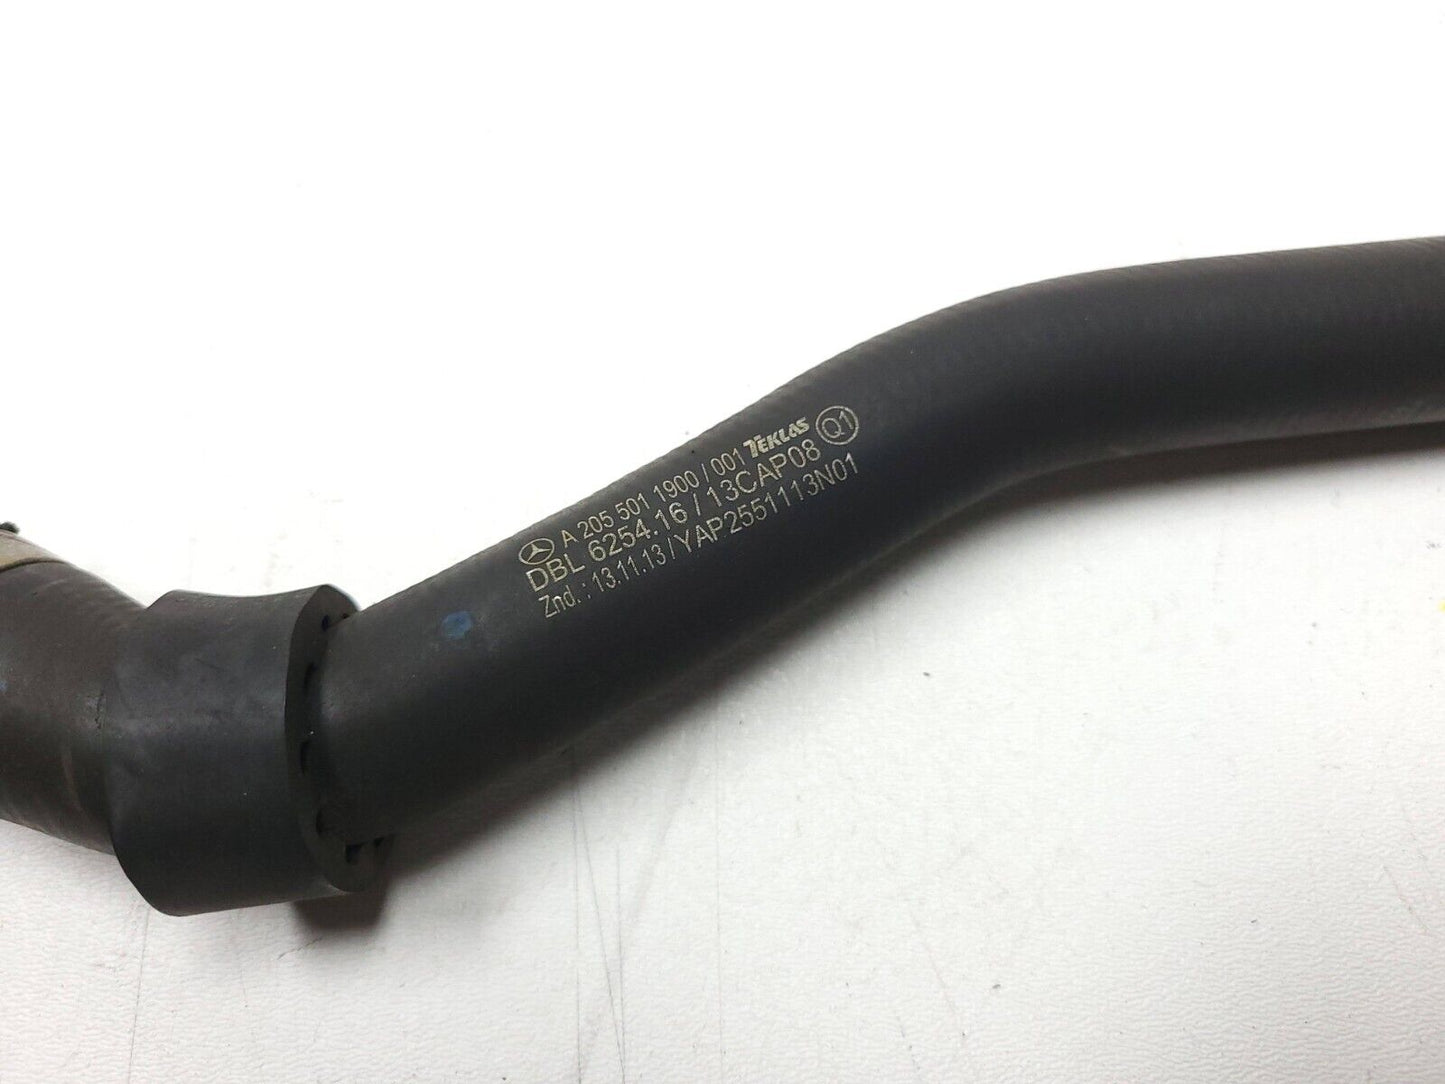 A 205 501 1900 / 001 TEKLAS Q1
DBL 6254.16 / 13CAP08
Znd.: 13.11.13 / YAP2551113N01